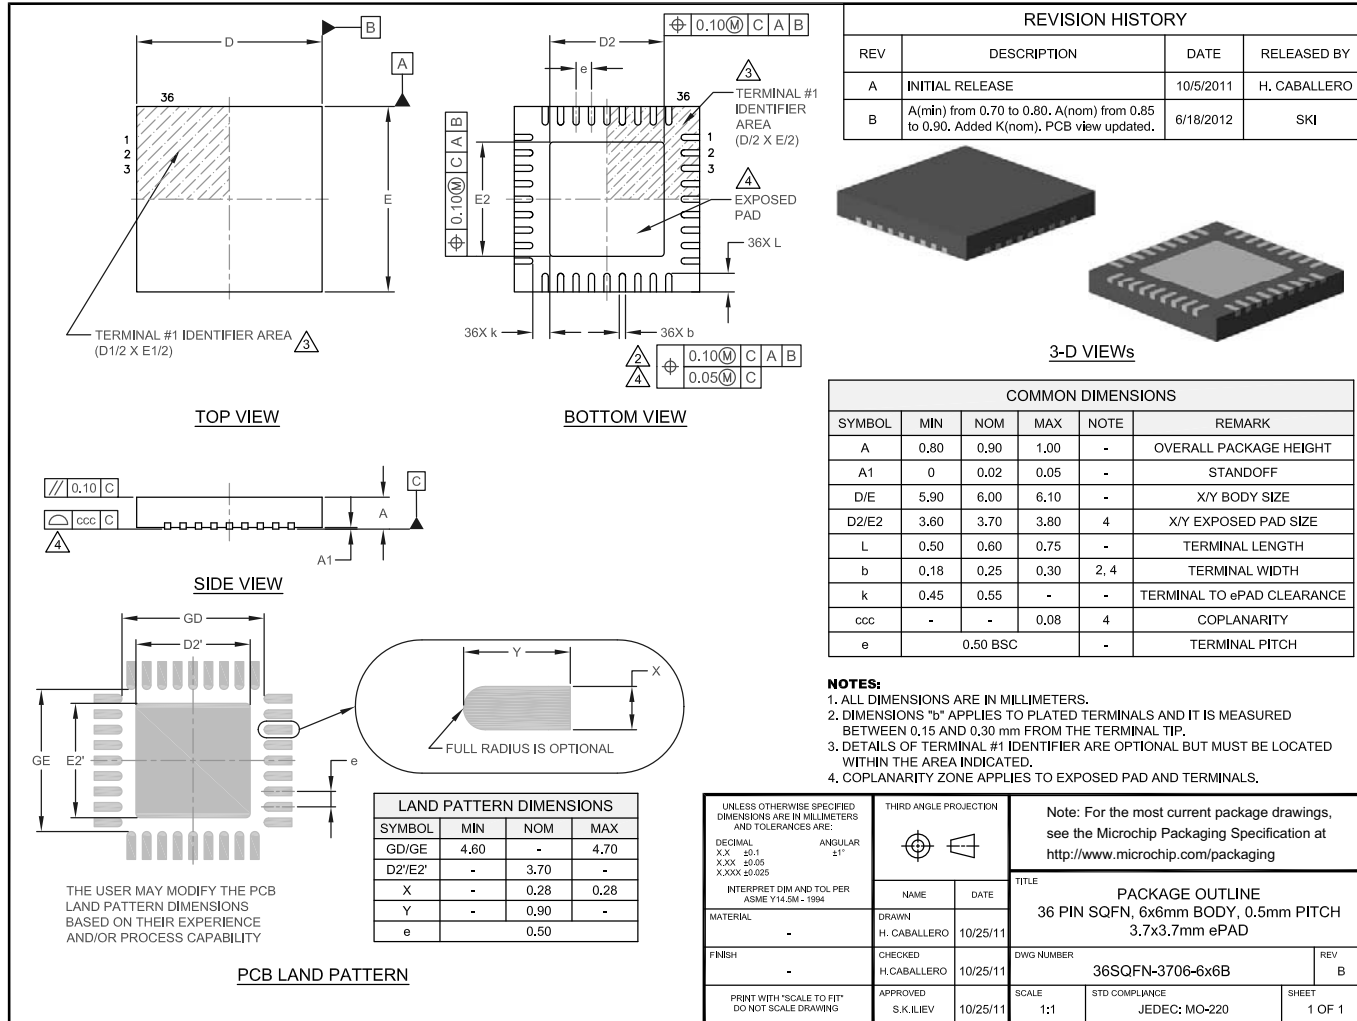 D
B
A
36
1
2
3
E
TERMINAL #1 IDENTIFIER AREA
(D1/2 X E1/2)
3
TOP VIEW
D2
0.10 Ⓜ C A B
e
3
36
TERMINAL #1
IDENTIFIER
AREA
(D/2 X E/2)
1
2
3
0.10 Ⓜ C A B
E2
4
EXPOSED
PAD
36X L
36X k
36X b
2
4
0.10 Ⓜ C A B
0.05 Ⓜ C
BOTTOM VIEW
REVISION HISTORY
REV DESCRIPTION DATE RELEASED BY
A INITIAL RELEASE 10/5/2011 H. CABALLERO
B A(min) from 0.70 to 0.80. A(nom) from 0.85
to 0.90. Added K(nom). PCB view updated. 6/18/2012 SKI
3-D VIEWs
// 0.10 C
ccc C
4
A
C
A1
SIDE VIEW
COMMON DIMENSIONS
SYMBOL MIN NOM MAX NOTE REMARK
A 0.80 0.90 1.00 - OVERALL PACKAGE HEIGHT
A1 0 0.02 0.05 - STANDOFF
D/E 5.90 6.00 6.10 - X/Y BODY SIZE
D2/E2 3.60 3.70 3.80 4 X/Y EXPOSED PAD SIZE
L 0.50 0.60 0.75 - TERMINAL LENGTH
b 0.18 0.25 0.30 2, 4 TERMINAL WIDTH
k 0.45 0.55 - - TERMINAL TO ePAD CLEARANCE
ccc - - 0.08 4 COPLANARITY
e 0.50 BSC - TERMINAL PITCH
NOTES:
1. ALL DIMENSIONS ARE IN MILLIMETERS.
2. DIMENSIONS "b" APPLIES TO PLATED TERMINALS AND IT IS MEASURED
BETWEEN 0.15 AND 0.30 mm FROM THE TERMINAL TIP.
3. DETAILS OF TERMINAL #1 IDENTIFIER ARE OPTIONAL BUT MUST BE LOCATED
WITHIN THE AREA INDICATED.
4. COPLANARITY ZONE APPLIES TO EXPOSED PAD AND TERMINALS.
GD
D2'
GE
E2'
e
Y
X
FULL RADIUS IS OPTIONAL
THE USER MAY MODIFY THE PCB
LAND PATTERN DIMENSIONS
BASED ON THEIR EXPERIENCE
AND/OR PROCESS CAPABILITY
PCB LAND PATTERN
LAND PATTERN DIMENSIONS
SYMBOL MIN NOM MAX
GD/GE 4.60 - 4.70
D2'/E2' - 3.70 -
X - 0.28 0.28
Y - 0.90 -
e 0.50
UNLESS OTHERWISE SPECIFIED
DIMENSIONS ARE IN MILLIMETERS
AND TOLERANCES ARE:
DECIMAL ANGULAR
X.X ±0.1 ±1°
X.XX ±0.05
X.XXX ±0.025
INTERPRET DIM AND TOL PER
ASME Y14.5M - 1994
MATERIAL
-
FINISH
-
PRINT WITH "SCALE TO FIT"
DO NOT SCALE DRAWING
THIRD ANGLE PROJECTION
NAME DATE
DRAWN
H. CABALLERO 10/25/11
CHECKED
H.CABALLERO 10/25/11
APPROVED
S.K.ILIEV 10/25/11
Note: For the most current package drawings,
see the Microchip Packaging Specification at
http://www.microchip.com/packaging
TITLE
PACKAGE OUTLINE
36 PIN SQFN, 6x6mm BODY, 0.5mm PITCH
3.7x3.7mm ePAD
DWG NUMBER
36SQFN-3706-6x6B
REV
B
SCALE
1:1
STD COMPLIANCE
JEDEC: MO-220
SHEET
1 OF 1